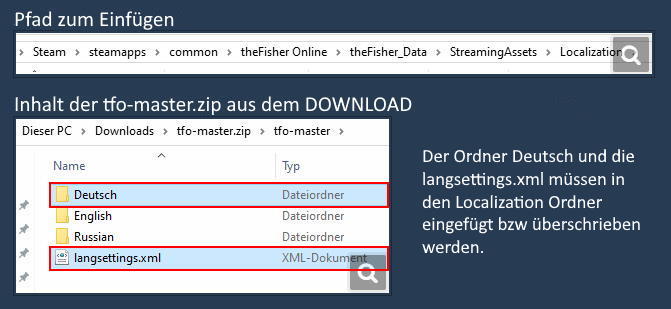 Pfad zum Einfügen
Steam > steamapps > common > theFisher Online > theFisher_Data > StreamingAssets > Localization
Inhalt der tfo-master.zip aus dem DOWNLOAD
Dieser PC > Downloads > tfo-master.zip > tfo-master >
Name Typ
Deutsch Dateiordner
English Dateiordner
Russian Dateiordner
langsettings.xml XML-Dokument
Der Ordner Deutsch und die
langsettings.xml müssen in
den Localization Ordner
eingefügt bzw überschrieben
werden.